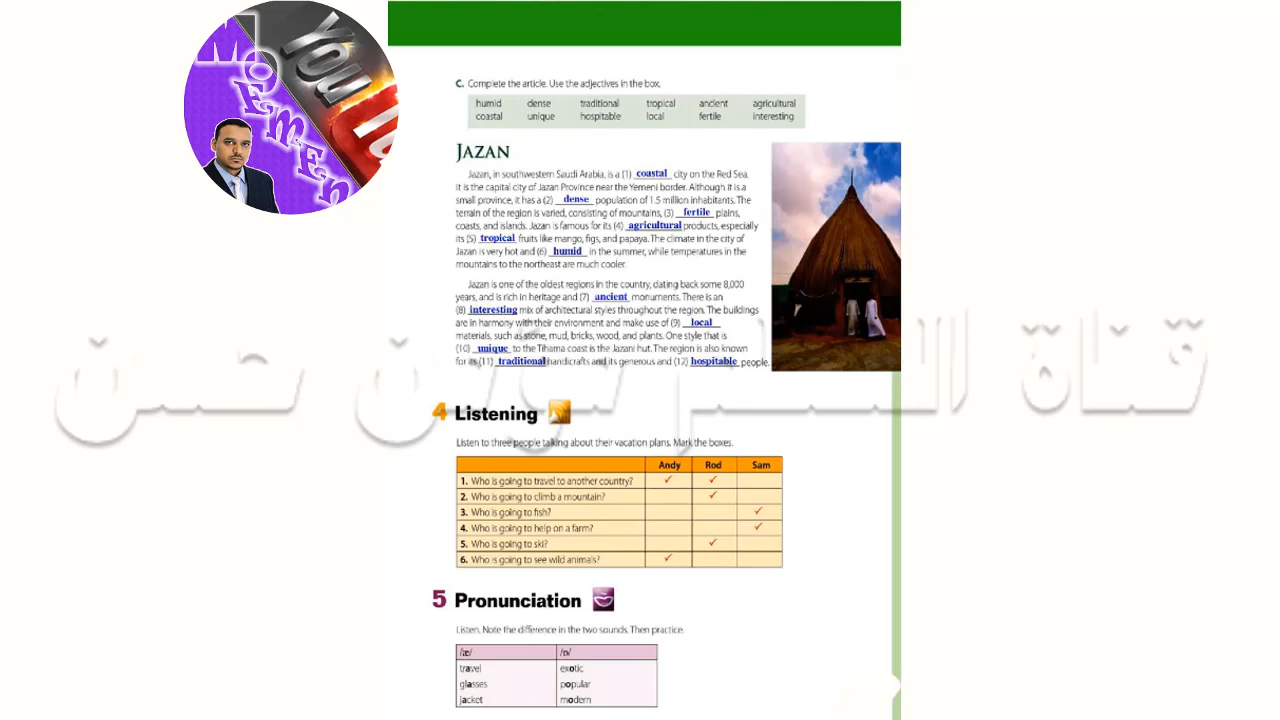 MOEMEN
YOU
C. Complete the article. Use the adjectives in the box.
humid dense traditional tropical ancient agricultural
coastal unique hospitable local fertile interesting
JAZAN
Jazan, in southwestern Saudi Arabia, is a (1) coastal city on the Red Sea.
It is the capital city of Jazan Province near the Yemeni border. Although it is a
small province, it has a (2) dense population of 1.5 million inhabitants. The
terrain of the region is varied, consisting of mountains, (3) fertile plains,
coasts, and islands. Jazan is famous for its (4) agricultural products, especially
its (5) tropical fruits like mango, figs, and papaya. The climate in the city of
Jazan is very hot and (6) humid in the summer, while temperatures in the
mountains to the northeast are much cooler.
Jazan is one of the oldest regions in the country, dating back some 8,000
years, and is rich in heritage and (7) ancient monuments. There is an
(8) interesting mix of architectural styles throughout the region. The buildings
are in harmony with their environment and make use of (9) local
materials, such as stone, mud, bricks, wood, and plants. One style that is
(10) unique to the Tihama coast is the Jazani hut. The region is also known
for its (11) traditional handicrafts and its generous and (12) hospitable people.
قناة المعلم مؤمن حسن
4 Listening
Listen to three people talking about their vacation plans. Mark the boxes.
Andy Rod Sam
1. Who is going to travel to another country? ✓ ✓
2. Who is going to climb a mountain? ✓
3. Who is going to fish? ✓
4. Who is going to help on a farm? ✓
5. Who is going to ski? ✓
6. Who is going to see wild animals? ✓
5 Pronunciation
Listen. Note the difference in the two sounds. Then practice.
/æ/ /ɒ/
travel exotic
glasses popular
jacket modern